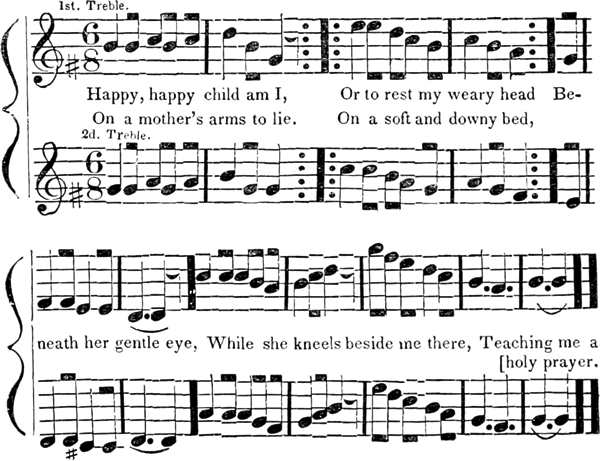 1st. Treble.
6
8
Happy, happy child am I, Or to rest my weary head Be-
On a mother's arms to lie. On a soft and downy bed,
2d. Treble.
6
8
neath her gentle eye, While she kneels beside me there, Teaching me a
[holy prayer.